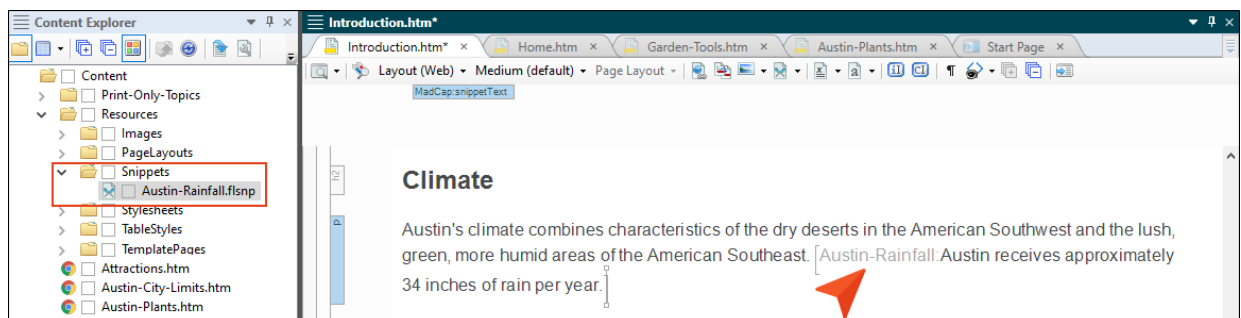 Content Explorer
Content
Print-Only-Topics
Resources
Images
PageLayouts
Snippets
Austin-Rainfall.flsnp
Stylesheets
TableStyles
TemplatePages
Attractions.htm
Austin-City-Limits.htm
Austin-Plants.htm
Introduction.htm*
Introduction.htm* Home.htm Garden-Tools.htm Austin-Plants.htm Start Page
Layout (Web) Medium (default) Page Layout
MadCap:snippetText
h2
Climate
p
Austin's climate combines characteristics of the dry deserts in the American Southwest and the lush,
green, more humid areas of the American Southeast. [Austin-Rainfall:Austin receives approximately
34 inches of rain per year.]